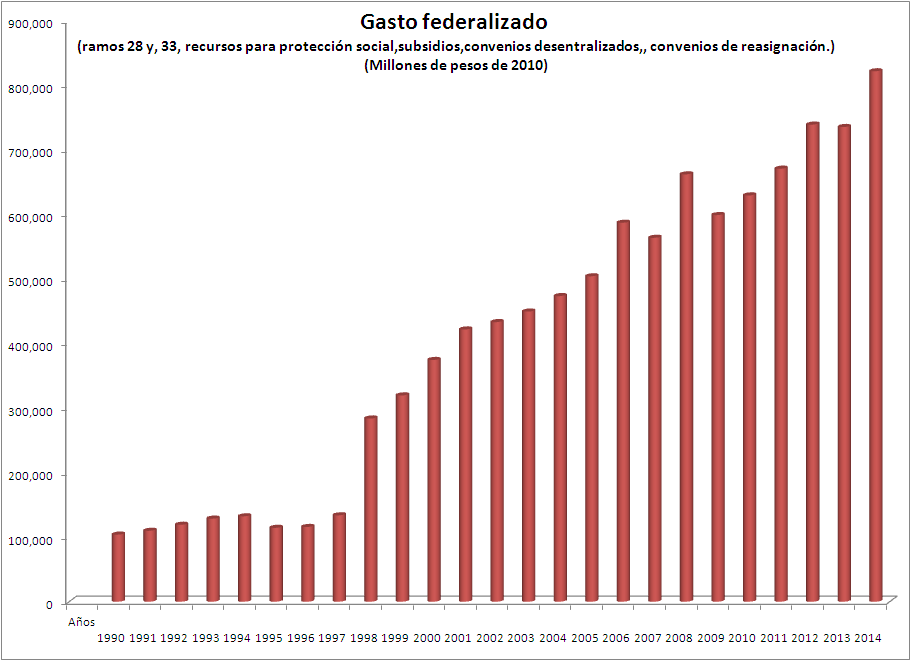 Gasto federalizado
(ramos 28 y, 33, recursos para protección social,subsidios,convenios desentralizados,, convenios de reasignación.)
(Millones de pesos de 2010)
900,000
800,000
700,000
600,000
500,000
400,000
300,000
200,000
100,000
0
Años
1990 1991 1992 1993 1994 1995 1996 1997 1998 1999 2000 2001 2002 2003 2004 2005 2006 2007 2008 2009 2010 2011 2012 2013 2014